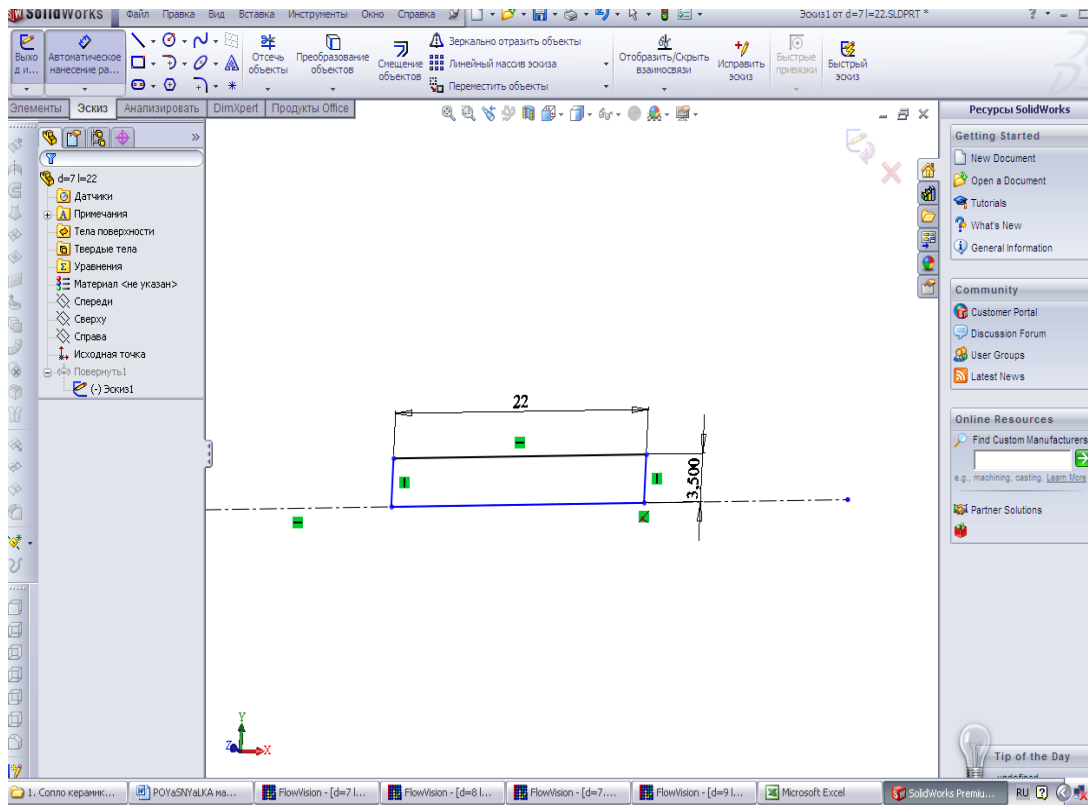 SolidWorks Файл Правка Вид Вставка Инструменты Окно Справка Эскиз1 от d=7 l=22.SLDPRT *
Выхо д и... Автоматическое нанесение ра... Отсечь объекты Преобразование объектов Смещение объектов Зеркально отразить объекты Отобразить/Скрыть взаимосвязи Исправить эскиз Быстрые привязки Быстрый эскиз
Линейный массив эскиза
Переместить объекты
Элементы Эскиз Анализировать DimXpert Продукты Office
d=7 l=22
Датчики
Примечания
Тела поверхности
Твердые тела
Уравнения
Материал <не указан>
Спереди
Сверху
Справа
Исходная точка
Повернуть1
(-) Эскиз1
22
3,500
Y
Z X
Ресурсы SolidWorks
Getting Started
New Document
Open a Document
Tutorials
What's New
General Information
Community
Customer Portal
Discussion Forum
User Groups
Latest News
Online Resources
Find Custom Manufacturers
e.g., machining, casting. Learn More
Partner Solutions
Tip of the Day
undefined
1. Сопло керамик... POYaSNYaLKA ма... FlowVision - [d=7 l... FlowVision - [d=8 l... FlowVision - [d=7.... FlowVision - [d=9 l... Microsoft Excel SolidWorks Premiu... RU